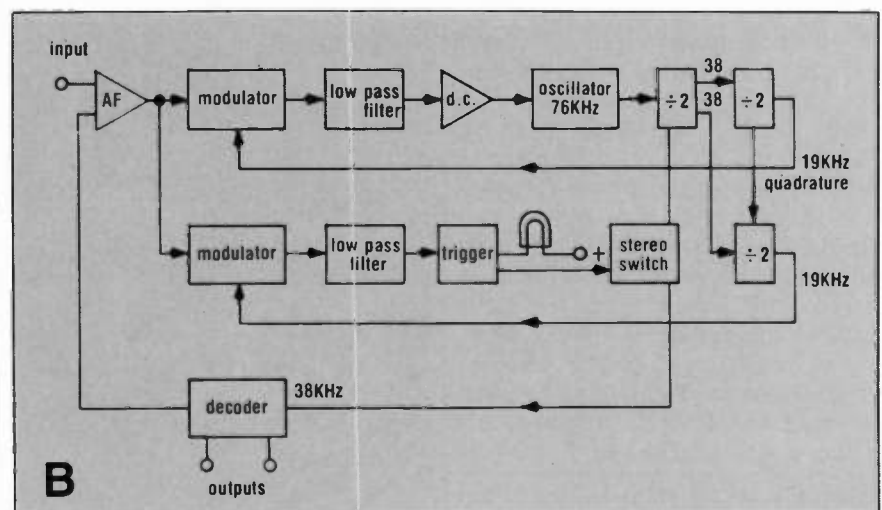 input
AF
modulator
low pass
filter
d.c.
oscillator
76KHz
÷2
38
38
÷2
19KHz
quadrature
modulator
low pass
filter
trigger
+
stereo
switch
÷2
19KHz
decoder
38KHz
outputs
B